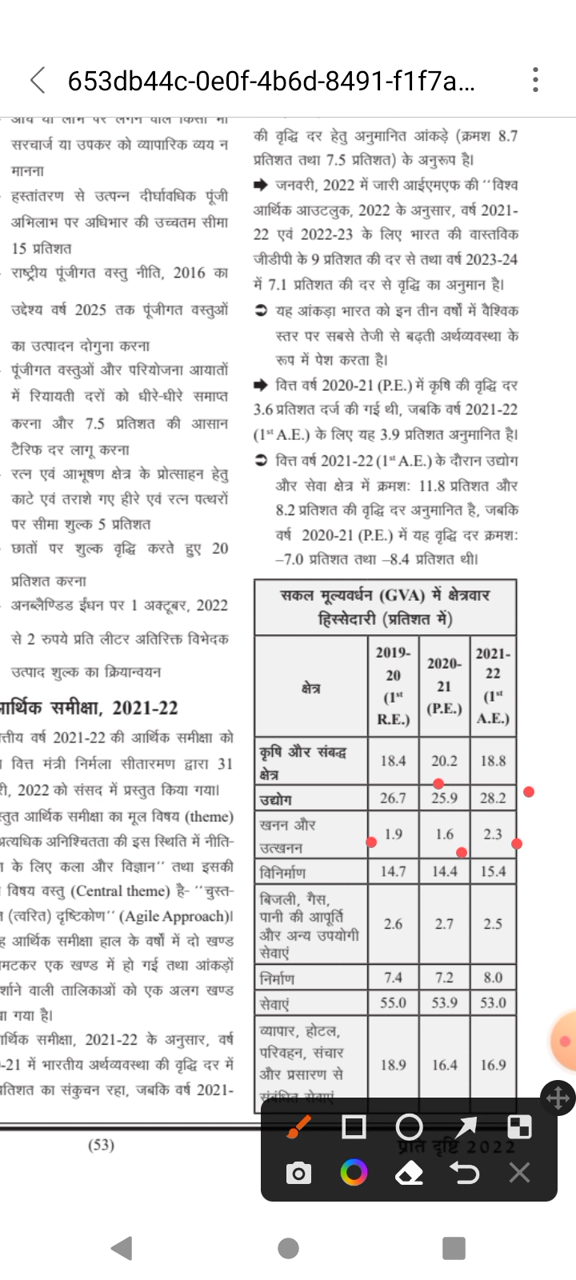 653db44c-0e0f-4b6d-8491-f1f7a...
आय या लाभ पर लगने वाले किसी भी
सरचार्ज या उपकर को व्यापारिक व्यय न
मानना
हस्तांतरण से उत्पन्न दीर्घावधिक पूंजी
अभिलाभ पर अधिभार की उच्चतम सीमा
15 प्रतिशत
राष्ट्रीय पूंजीगत वस्तु नीति, 2016 का
उद्देश्य वर्ष 2025 तक पूंजीगत वस्तुओं
का उत्पादन दोगुना करना
पूंजीगत वस्तुओं और परियोजना आयातों
में रियायती दरों को धीरे-धीरे समाप्त
करना और 7.5 प्रतिशत की आसान
टैरिफ दर लागू करना
रत्न एवं आभूषण क्षेत्र के प्रोत्साहन हेतु
काटे एवं तराशे गए हीरे एवं रत्न पत्थरों
पर सीमा शुल्क 5 प्रतिशत
छातों पर शुल्क वृद्धि करते हुए 20
प्रतिशत करना
अनब्लैण्डिड ईंधन पर 1 अक्टूबर, 2022
से 2 रुपये प्रति लीटर अतिरिक्त विभेदक
उत्पाद शुल्क का क्रियान्वयन
आर्थिक समीक्षा, 2021-22
त्तीय वर्ष 2021-22 की आर्थिक समीक्षा को
वित्त मंत्री निर्मला सीतारमण द्वारा 31
री, 2022 को संसद में प्रस्तुत किया गया।
स्तुत आर्थिक समीक्षा का मूल विषय (theme)
अत्यधिक अनिश्चितता की इस स्थिति में नीति-
के लिए कला और विज्ञान'' तथा इसकी
विषय वस्तु (Central theme) है- ''चुस्त-
(त्वरित) दृष्टिकोण'' (Agile Approach)।
ह आर्थिक समीक्षा हाल के वर्षों में दो खण्ड
मटकर एक खण्ड में हो गई तथा आंकड़ों
र्शाने वाली तालिकाओं को एक अलग खण्ड
गया है।
आर्थिक समीक्षा, 2021-22 के अनुसार, वर्ष
-21 में भारतीय अर्थव्यवस्था की वृद्धि दर में
प्रतिशत का संकुचन रहा, जबकि वर्ष 2021-
(53)
की वृद्धि दर हेतु अनुमानित आंकड़े (क्रमश 8.7
प्रतिशत तथा 7.5 प्रतिशत) के अनुरूप है।
➡ जनवरी, 2022 में जारी आईएमएफ की ''विश्व
आर्थिक आउटलुक, 2022 के अनुसार, वर्ष 2021-
22 एवं 2022-23 के लिए भारत की वास्तविक
जीडीपी के 9 प्रतिशत की दर से तथा वर्ष 2023-24
में 7.1 प्रतिशत की दर से वृद्धि का अनुमान है।
➲ यह आंकड़ा भारत को इन तीन वर्षों में वैश्विक
स्तर पर सबसे तेजी से बढ़ती अर्थव्यवस्था के
रूप में पेश करता है।
➡ वित्त वर्ष 2020-21 (P.E.) में कृषि की वृद्धि दर
3.6 प्रतिशत दर्ज की गई थी, जबकि वर्ष 2021-22
(1st A.E.) के लिए यह 3.9 प्रतिशत अनुमानित है।
➲ वित्त वर्ष 2021-22 (1st A.E.) के दौरान उद्योग
और सेवा क्षेत्र में क्रमश: 11.8 प्रतिशत और
8.2 प्रतिशत की वृद्धि दर अनुमानित है, जबकि
वर्ष 2020-21 (P.E.) में यह वृद्धि दर क्रमश:
–7.0 प्रतिशत तथा –8.4 प्रतिशत थी।
सकल मूल्यवर्धन (GVA) में क्षेत्रवार
हिस्सेदारी (प्रतिशत में)
क्षेत्र 2019-20 (1st R.E.) 2020-21 (P.E.) 2021-22 (1st A.E.)
कृषि और संबद्ध क्षेत्र 18.4 20.2 18.8
उद्योग 26.7 25.9 28.2
खनन और उत्खनन 1.9 1.6 2.3
विनिर्माण 14.7 14.4 15.4
बिजली, गैस, पानी की आपूर्ति और अन्य उपयोगी सेवाएं 2.6 2.7 2.5
निर्माण 7.4 7.2 8.0
सेवाएं 55.0 53.9 53.0
व्यापार, होटल, परिवहन, संचार और प्रसारण से संबंधित सेवाएं 18.9 16.4 16.9
प्रति दृष्टि 2022